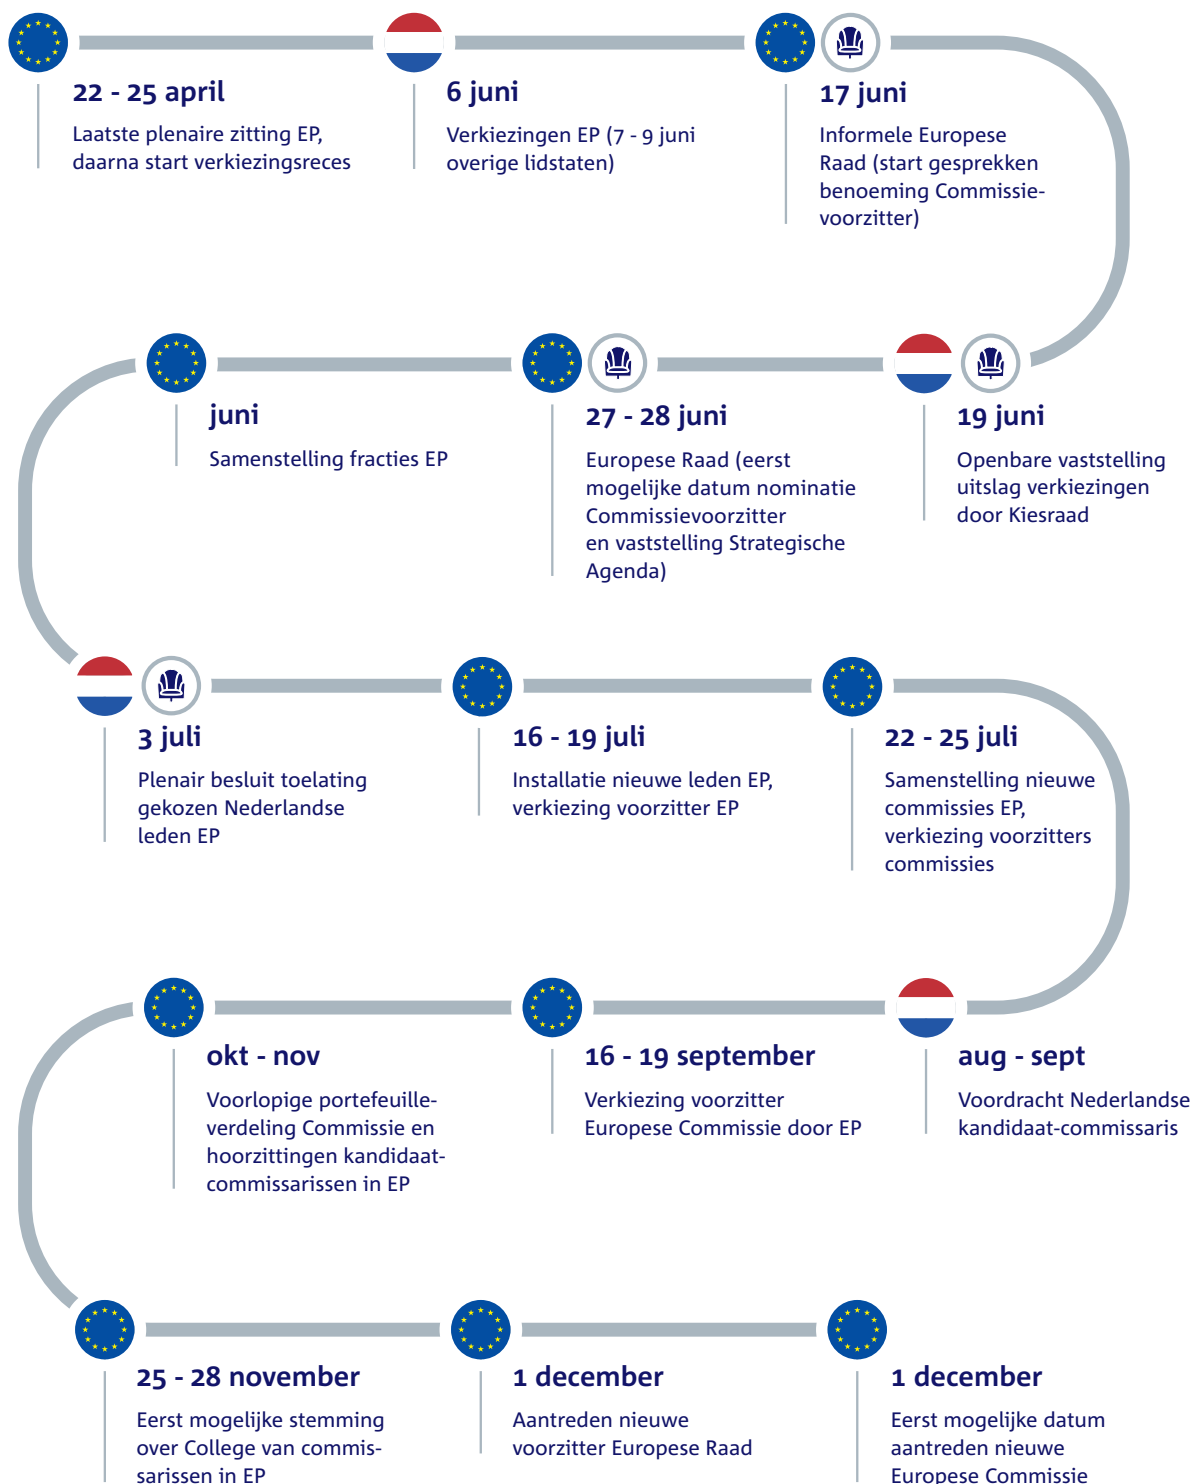 22 - 25 april
Laatste plenaire zitting EP,
daarna start verkiezingsreces
6 juni
Verkiezingen EP (7 - 9 juni
overige lidstaten)
17 juni
Informele Europese
Raad (start gesprekken
benoeming Commissie-
voorzitter)
19 juni
Openbare vaststelling
uitslag verkiezingen
door Kiesraad
27 - 28 juni
Europese Raad (eerst
mogelijke datum nominatie
Commissievoorzitter
en vaststelling Strategische
Agenda)
juni
Samenstelling fracties EP
3 juli
Plenair besluit toelating
gekozen Nederlandse
leden EP
16 - 19 juli
Installatie nieuwe leden EP,
verkiezing voorzitter EP
22 - 25 juli
Samenstelling nieuwe
commissies EP,
verkiezing voorzitters
commissies
aug - sept
Voordracht Nederlandse
kandidaat-commissaris
16 - 19 september
Verkiezing voorzitter
Europese Commissie door EP
okt - nov
Voorlopige portefeuille-
verdeling Commissie en
hoorzittingen kandidaat-
commissarissen in EP
25 - 28 november
Eerst mogelijke stemming
over College van commis-
sarissen in EP
1 december
Aantreden nieuwe
voorzitter Europese Raad
1 december
Eerst mogelijke datum
aantreden nieuwe
Europese Commissie